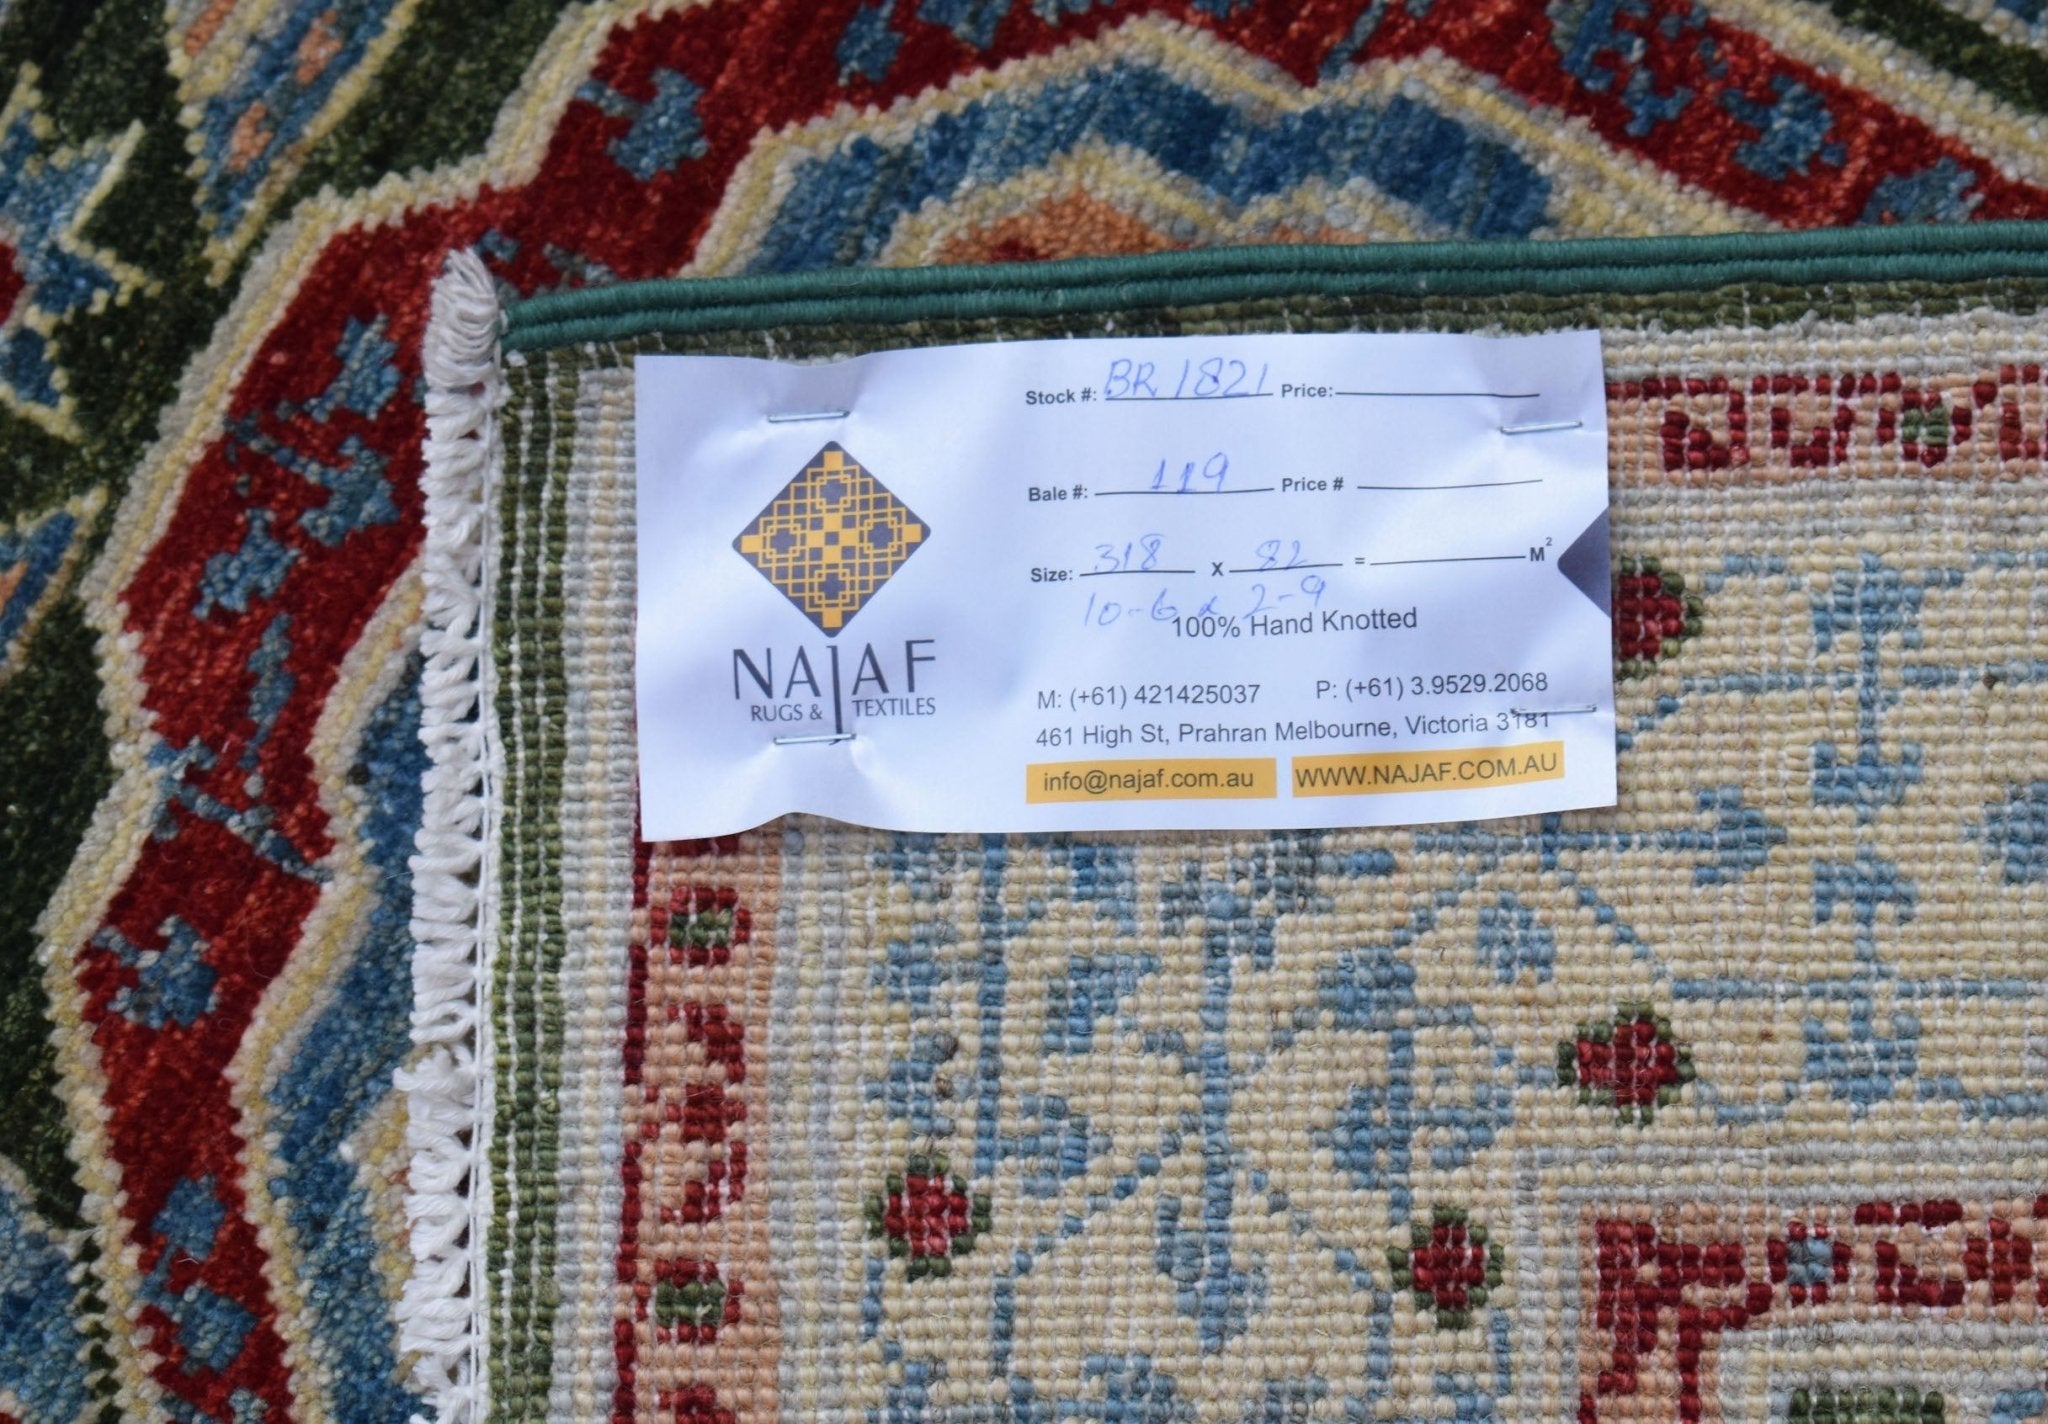 Stock #: BR 1821 Price:
Bale #: 119 Price #
Size: 318 X 82 = M²
10-6 x 2-9
100% Hand Knotted
NAJAF
RUGS & TEXTILES
M: (+61) 421425037 P: (+61) 3.9529.2068
461 High St, Prahran Melbourne, Victoria 3181
info@najaf.com.au WWW.NAJAF.COM.AU